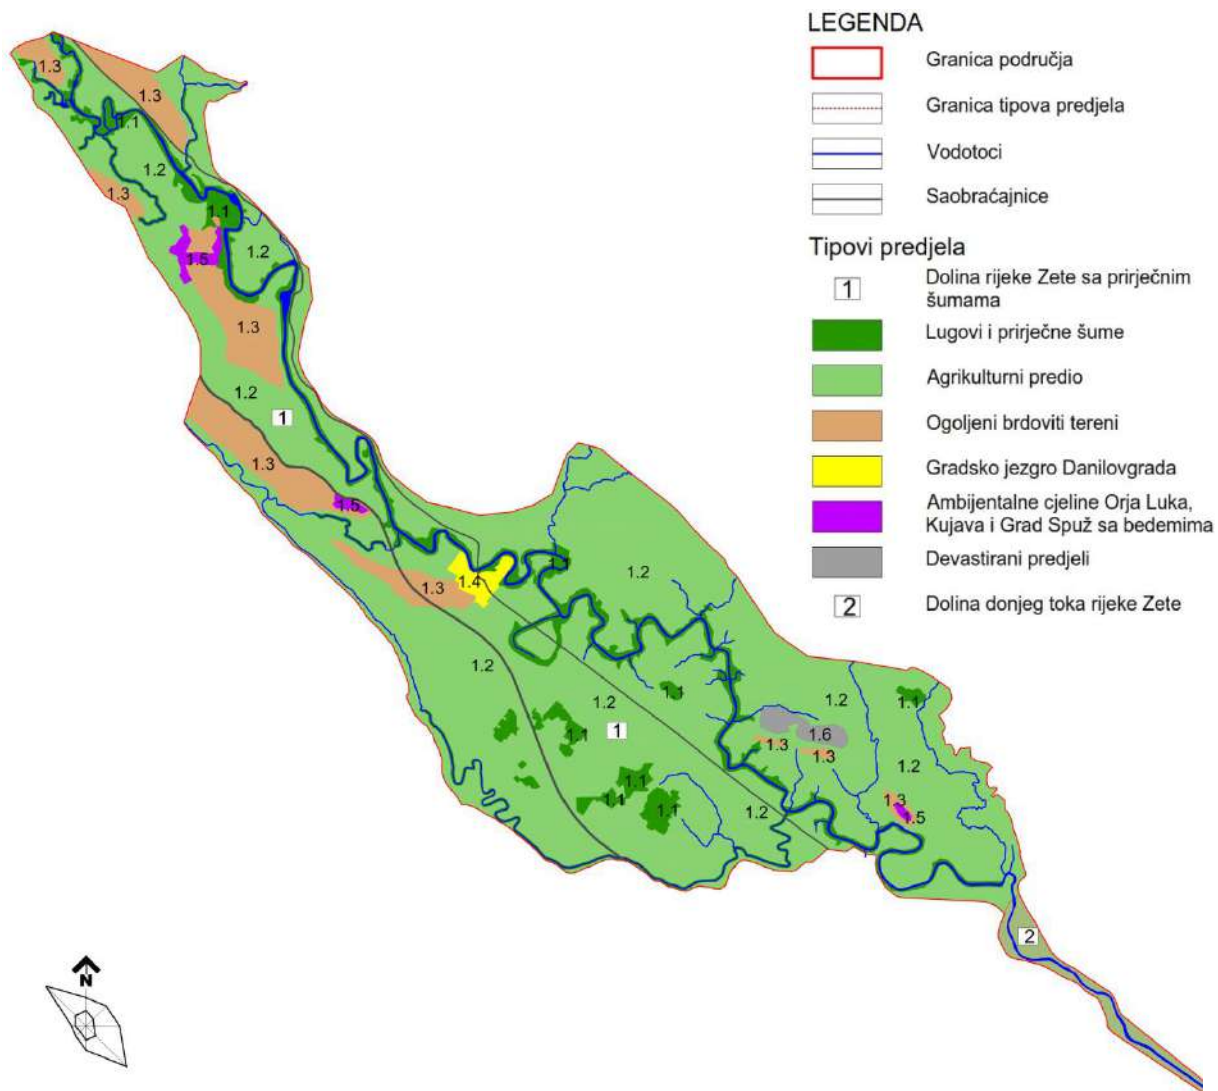 LEGENDA
Granica područja
Granica tipova predjela
Vodotoci
Saobraćajnice
Tipovi predjela
1
Dolina rijeke Zete sa prirječnim
šumama
Lugovi i prirječne šume
Agrikulturni predio
Ogoljeni brdoviti tereni
Gradsko jezgro Danilovgrada
Ambijentalne cjeline Orja Luka,
Kujava i Grad Spuž sa bedemima
Devastirani predjeli
2
Dolina donjeg toka rijeke Zete
1.3
1.3
1.1
1.2
1.3
1.1
1.2
1.5
1.3
1.2
1
1.3
1.5
1.1
1.2
1.4
1.3
1.2
1.1
1.2
1.2
1.1
1
1.1
1.6
1.3
1.3
1.2
1.1
1.1
1.1
1.2
1.3
1.5
2
N